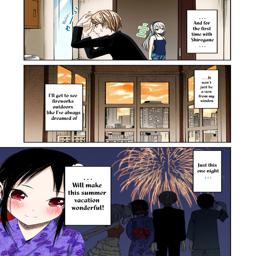 . . .
And for
the first
time with
Shirogane
. . . It
won't
just be
a view
from my
window
I'll get to see
fireworks
outdoors
like I've always
dreamed of
Just this
one night
. . .
. . .
Will make
this summer
vacation
wonderful!